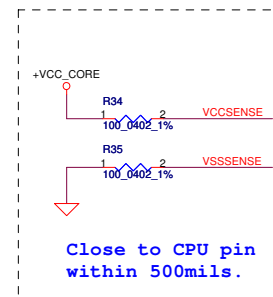 +VCC_CORE
R34
1 2 VCCSENSE
100_0402_1%
R35
1 2 VSSSENSE
100_0402_1%
Close to CPU pin
within 500mils.